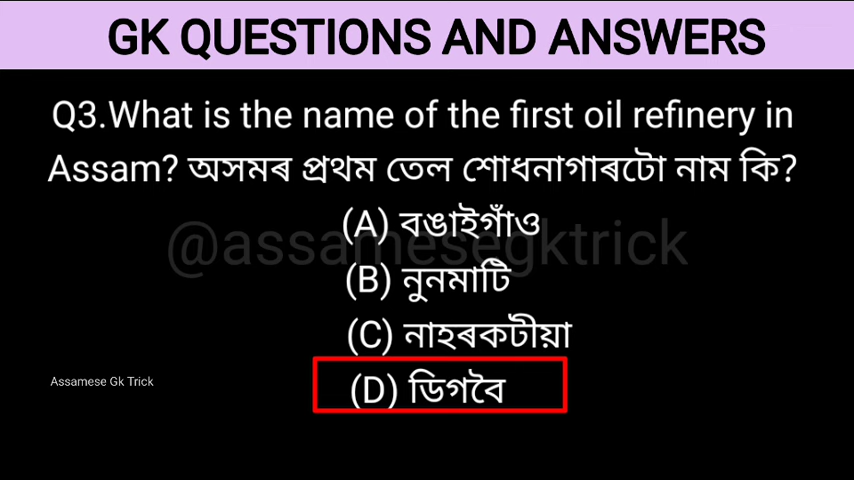 GK QUESTIONS AND ANSWERS
Q3.What is the name of the first oil refinery in
Assam? অসমৰ প্ৰথম তেল শোধনাগাৰটো নাম কি?
(A) বঙাইগাঁও
@assamesegktrick
(B) নুনমাটি
(C) নাহৰকটীয়া
Assamese Gk Trick
(D) ডিগবৈ